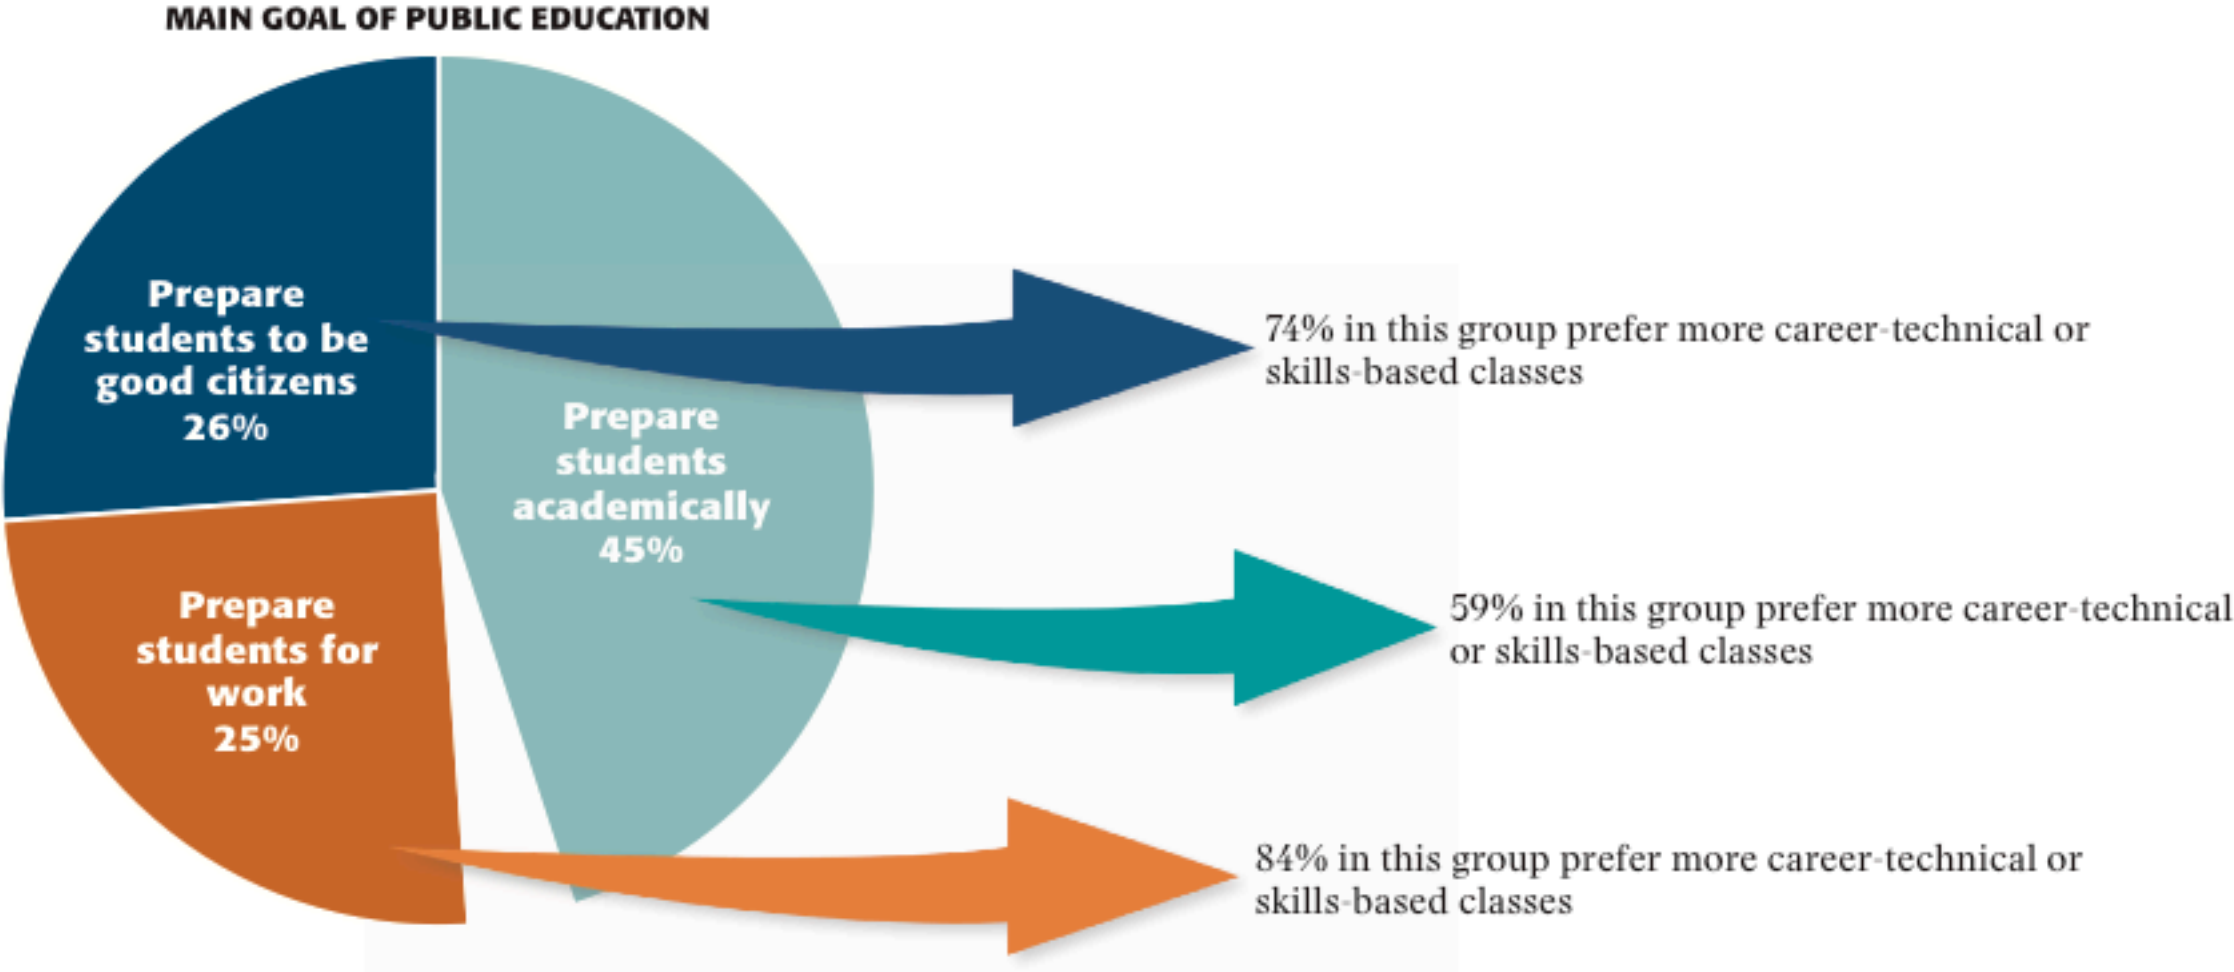 MAIN GOAL OF PUBLIC EDUCATION
Prepare
students to be
good citizens
26%
Prepare
students
academically
45%
Prepare
students for
work
25%
74% in this group prefer more career-technical or
skills-based classes
59% in this group prefer more career-technical
or skills-based classes
84% in this group prefer more career-technical or
skills-based classes